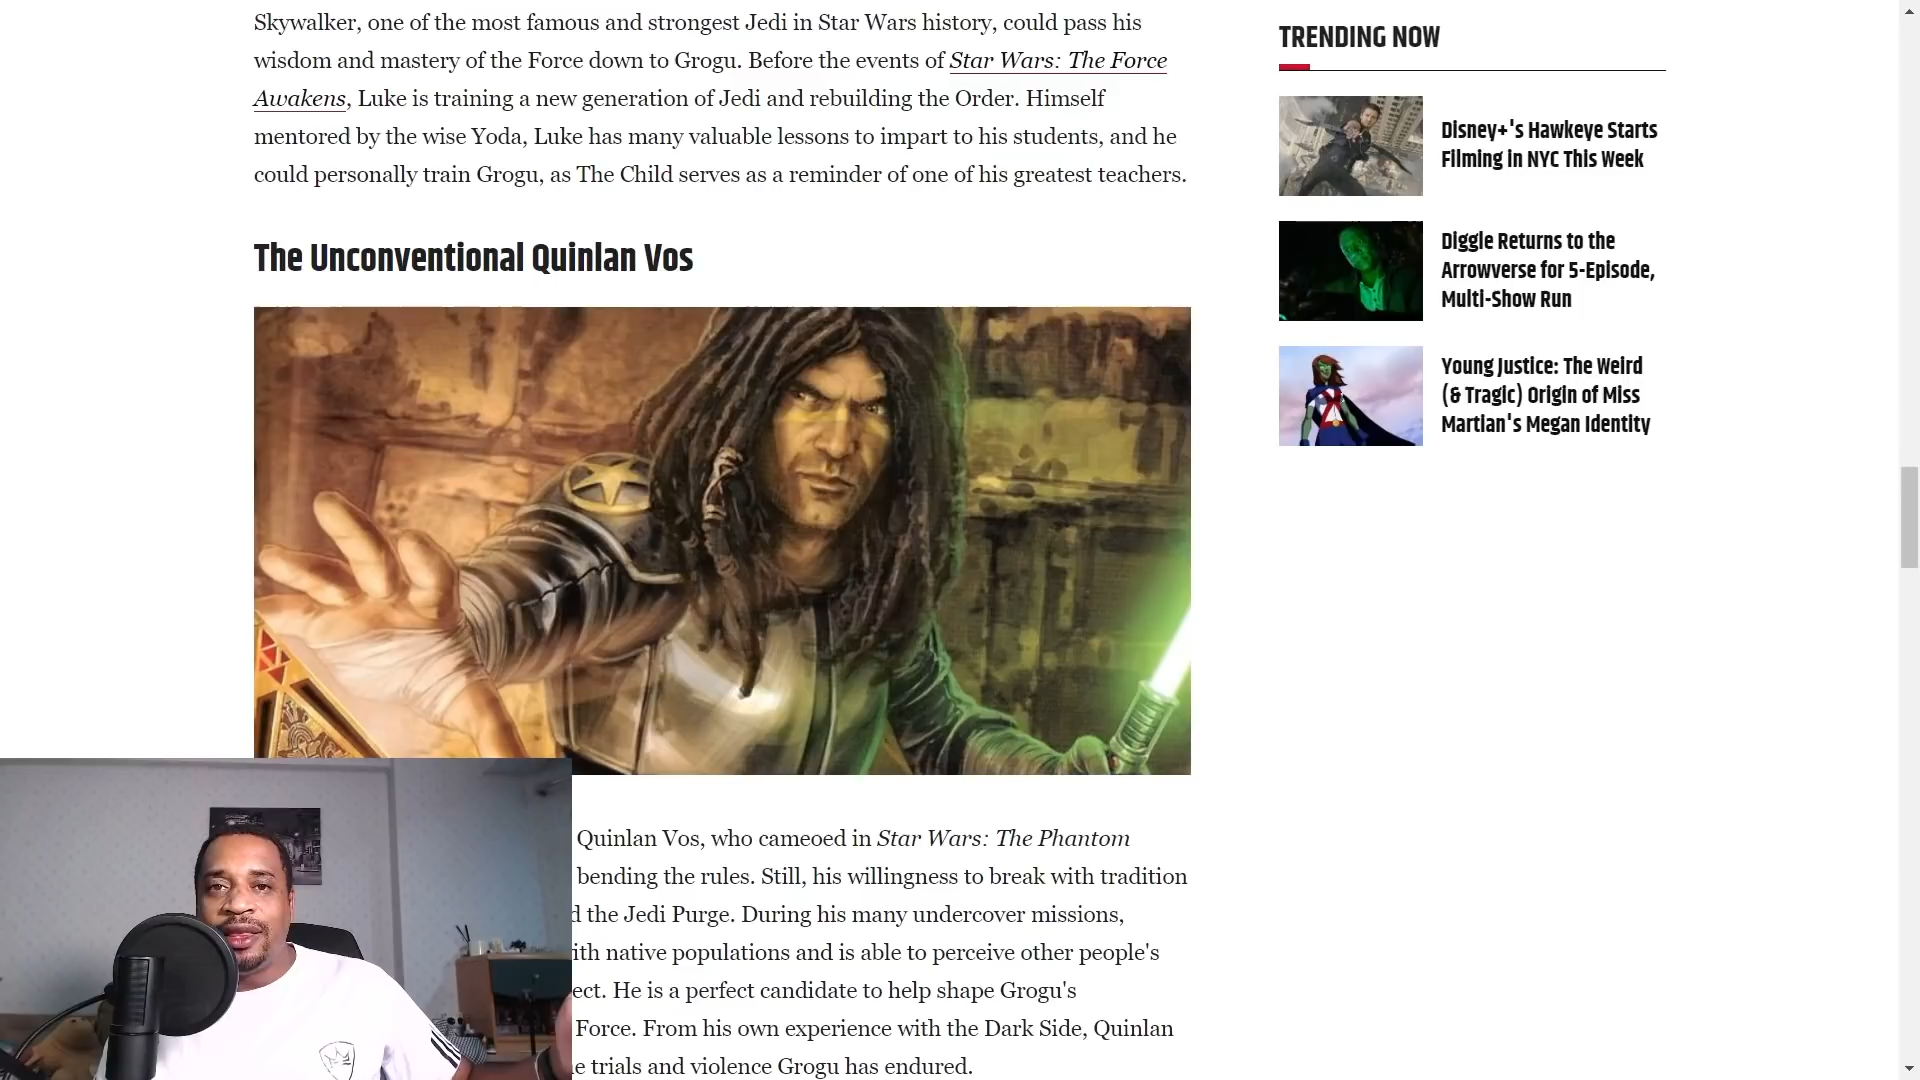 Skywalker, one of the most famous and strongest Jedi in Star Wars history, could pass his
wisdom and mastery of the Force down to Grogu. Before the events of Star Wars: The Force
Awakens, Luke is training a new generation of Jedi and rebuilding the Order. Himself
mentored by the wise Yoda, Luke has many valuable lessons to impart to his students, and he
could personally train Grogu, as The Child serves as a reminder of one of his greatest teachers.
The Unconventional Quinlan Vos
Quinlan Vos, who cameoed in Star Wars: The Phantom
bending the rules. Still, his willingness to break with tradition
the Jedi Purge. During his many undercover missions,
native populations and is able to perceive other people's
He is a perfect candidate to help shape Grogu's
Force. From his own experience with the Dark Side, Quinlan
trials and violence Grogu has endured.
TRENDING NOW
Disney+'s Hawkeye Starts
Filming in NYC This Week
Diggle Returns to the
Arrowverse for 5-Episode,
Multi-Show Run
Young Justice: The Weird
(& Tragic) Origin of Miss
Martian's Megan Identity